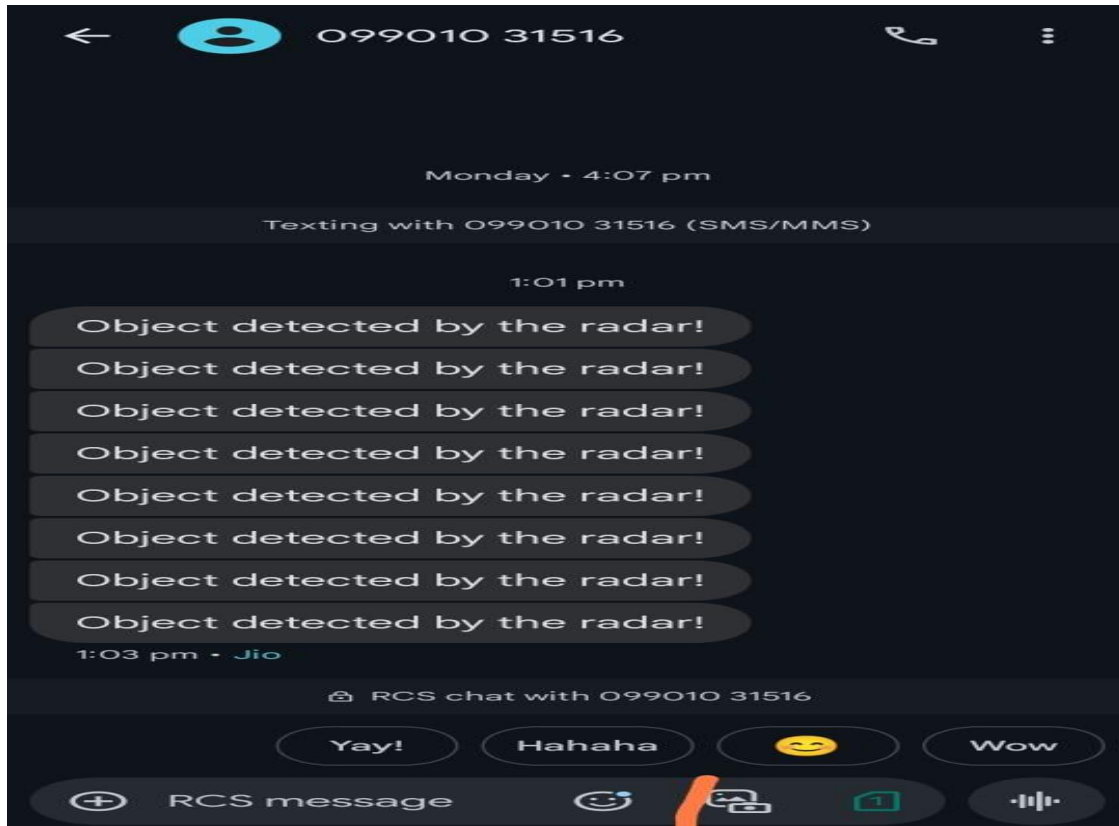 099010 31516
Monday • 4:07 pm
Texting with 099010 31516 (SMS/MMS)
1:01 pm
Object detected by the radar!
Object detected by the radar!
Object detected by the radar!
Object detected by the radar!
Object detected by the radar!
Object detected by the radar!
Object detected by the radar!
Object detected by the radar!
1:03 pm • Jio
RCS chat with 099010 31516
Yay! Hahaha 😊 Wow
RCS message 1